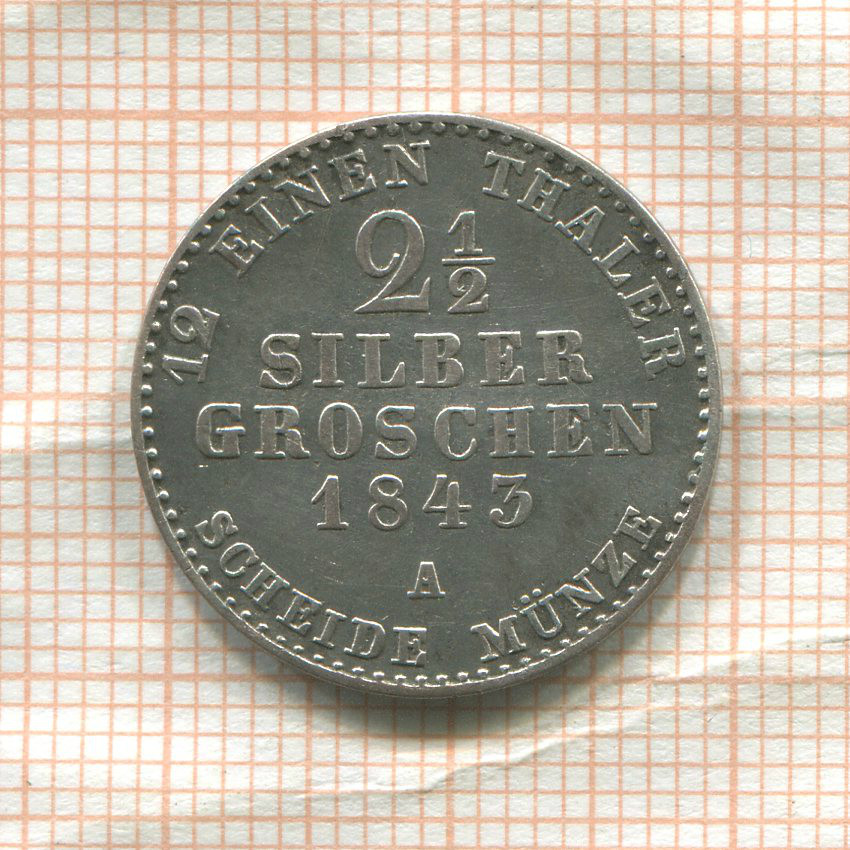 12 EINEN THALER
2 1/2
SILBER
GROSCHEN
1843
A
SCHEIDE MÜNZE